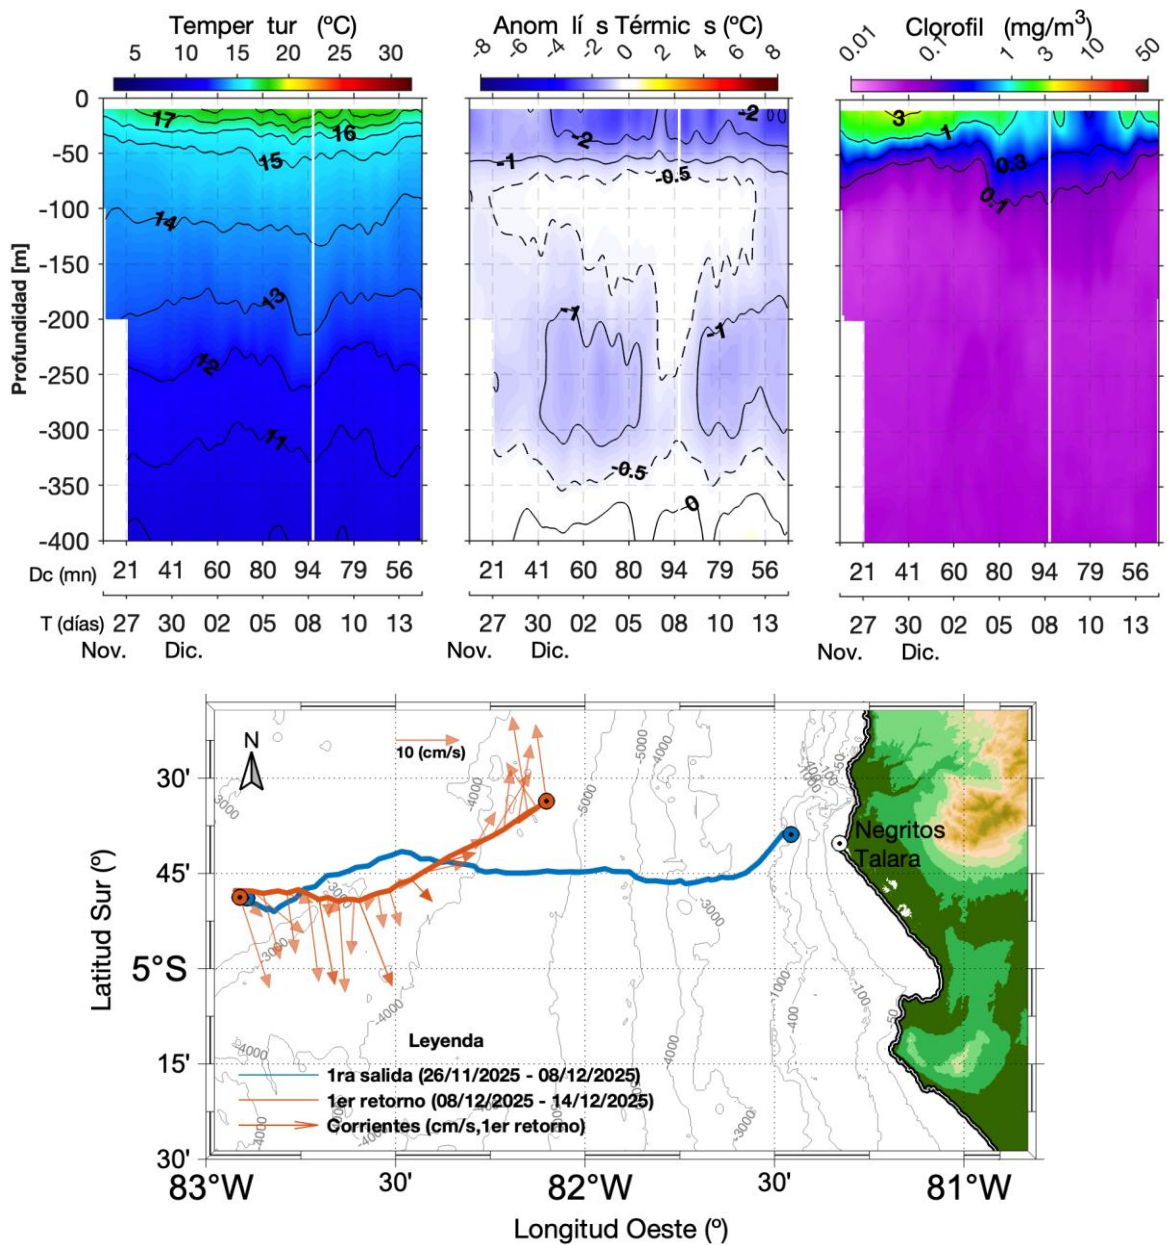 Temper tur (ºC)
5 10 15 20 25 30
Anom lí s Térmic s (ºC)
-8 -6 -4 -2 0 2 4 6 8
Clorofil (mg/m3)
0.01 0.1 1 3 10 50
Profundidad [m]
0
-50
-100
-150
-200
-250
-300
-350
-400
17
16
15
14
13
12
11
-2
-2
-1
-0.5
-1
-1
-0.5
0
3
1
0.3
0.1
Dc (mn) 21 41 60 80 94 79 56
21 41 60 80 94 79 56
21 41 60 80 94 79 56
T (días) 27 30 02 05 08 10 13
27 30 02 05 08 10 13
27 30 02 05 08 10 13
Nov. Dic.
Nov. Dic.
Nov. Dic.
N
10 (cm/s)
-5000
-4000
-4000
-5000
-3000
-3000
-3000
-3000
-4000
-4000
-4000
-4000
-3000
-1000
-400
-100
-50
Negritos
Talara
Leyenda
1ra salida (26/11/2025 - 08/12/2025)
1er retorno (08/12/2025 - 14/12/2025)
Corrientes (cm/s,1er retorno)
Latitud Sur (º)
30'
45'
5°S
15'
30'
83°W 30' 82°W 30' 81°W
Longitud Oeste (º)